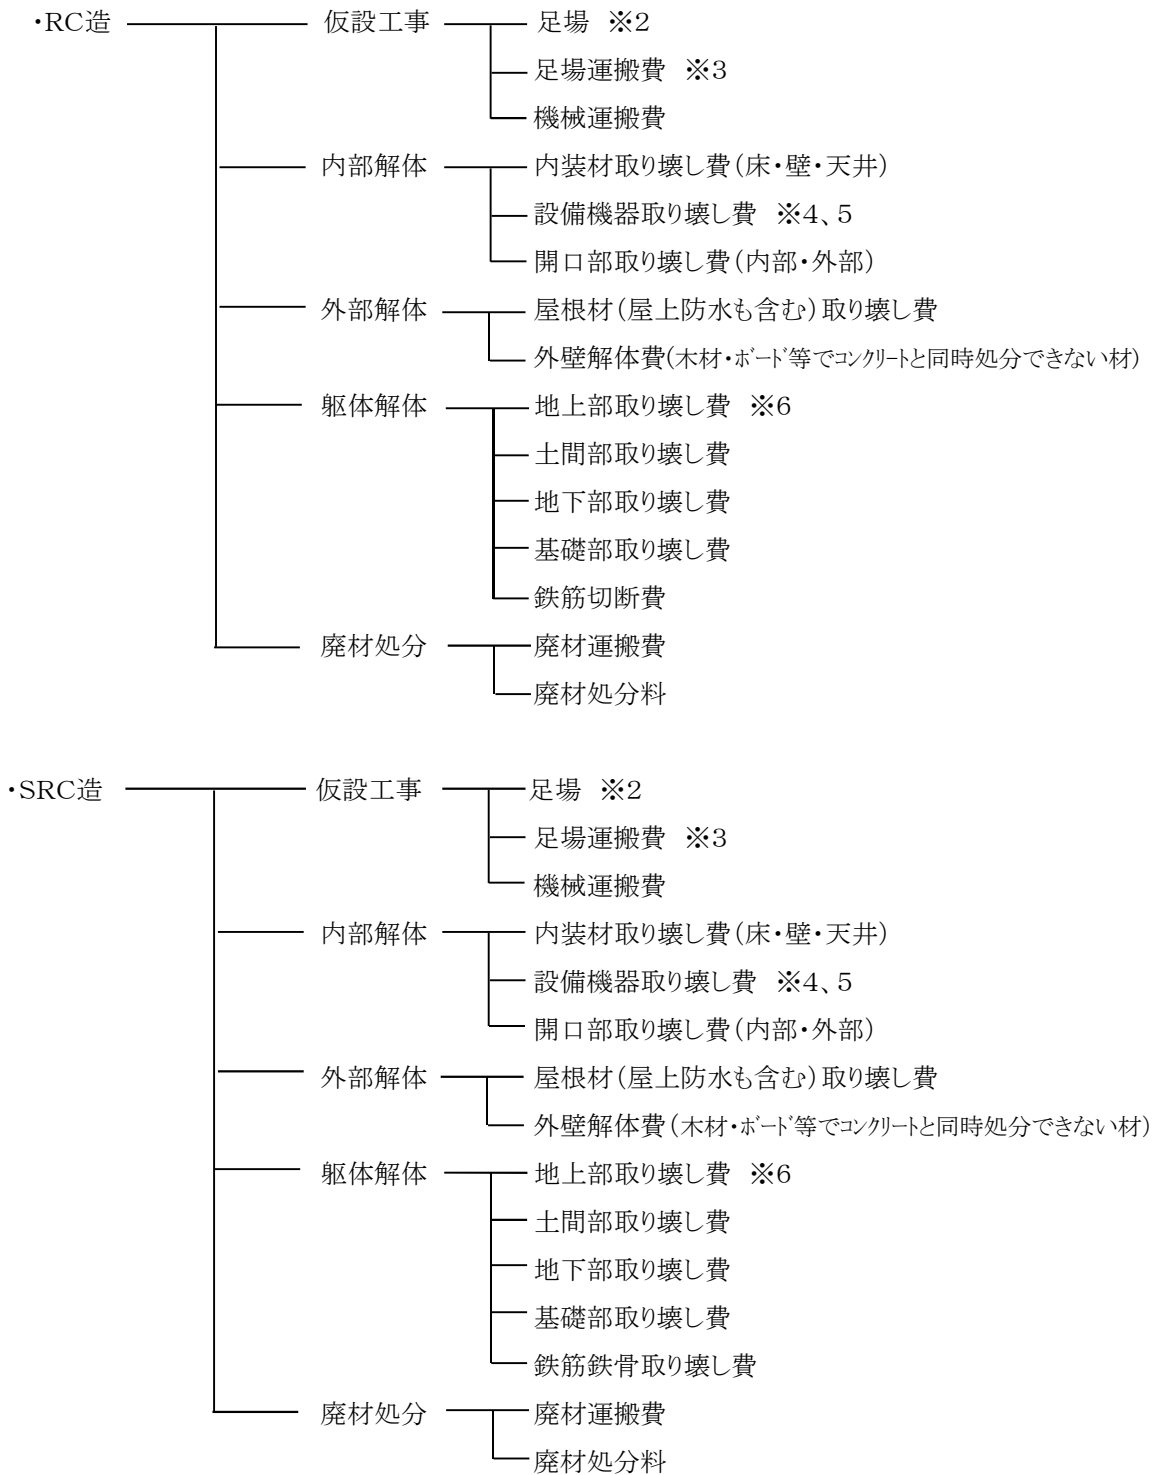 ・RC造 仮設工事 足場 ※2
足場運搬費 ※3
機械運搬費
内部解体 内装材取り壊し費(床・壁・天井)
設備機器取り壊し費 ※4、5
開口部取り壊し費(内部・外部)
外部解体 屋根材(屋上防水も含む)取り壊し費
外壁解体費(木材・ボード等でコンクリートと同時処分できない材)
躯体解体 地上部取り壊し費 ※6
土間部取り壊し費
地下部取り壊し費
基礎部取り壊し費
鉄筋切断費
廃材処分 廃材運搬費
廃材処分料
・SRC造 仮設工事 足場 ※2
足場運搬費 ※3
機械運搬費
内部解体 内装材取り壊し費(床・壁・天井)
設備機器取り壊し費 ※4、5
開口部取り壊し費(内部・外部)
外部解体 屋根材(屋上防水も含む)取り壊し費
外壁解体費(木材・ボード等でコンクリートと同時処分できない材)
躯体解体 地上部取り壊し費 ※6
土間部取り壊し費
地下部取り壊し費
基礎部取り壊し費
鉄筋鉄骨取り壊し費
廃材処分 廃材運搬費
廃材処分料